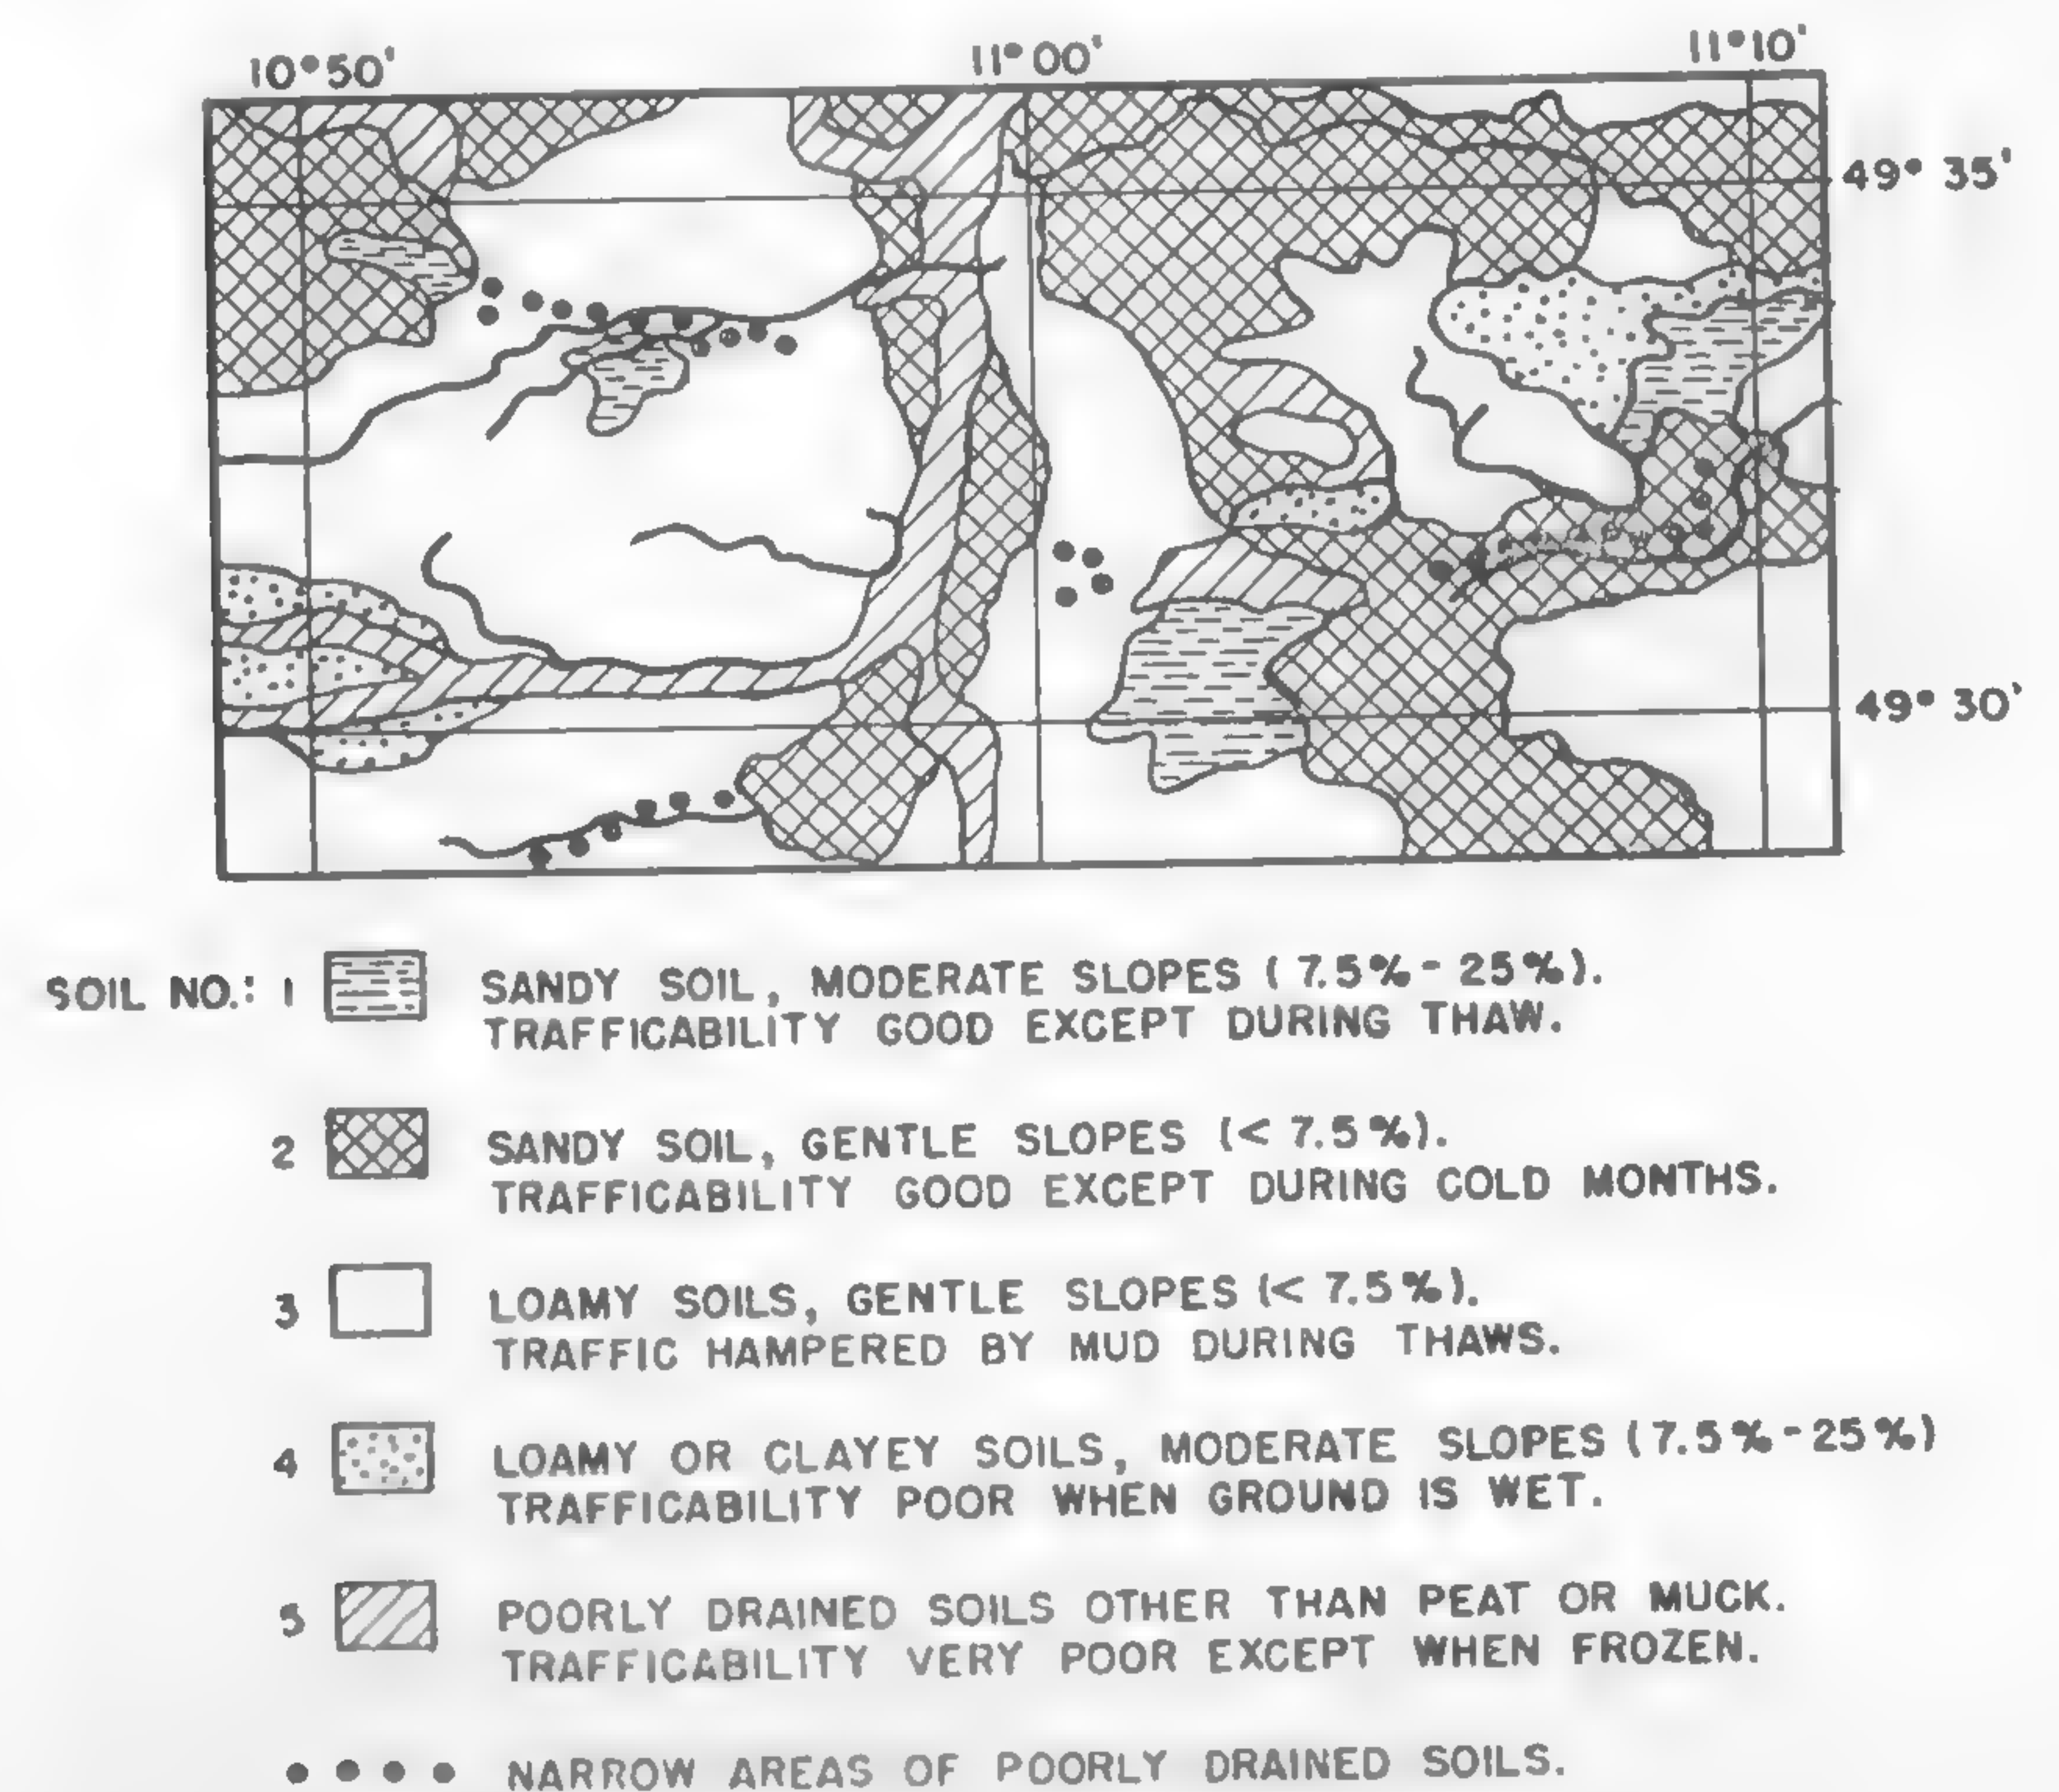 10°50' 11°00' 11°10'
49° 35'
49° 30'
SOIL NO.: 1 SANDY SOIL, MODERATE SLOPES (7.5%-25%).
TRAFFICABILITY GOOD EXCEPT DURING THAW.
2 SANDY SOIL, GENTLE SLOPES (< 7.5%).
TRAFFICABILITY GOOD EXCEPT DURING COLD MONTHS.
3 LOAMY SOILS, GENTLE SLOPES (< 7.5%).
TRAFFIC HAMPERED BY MUD DURING THAWS.
4 LOAMY OR CLAYEY SOILS, MODERATE SLOPES (7.5%-25%)
TRAFFICABILITY POOR WHEN GROUND IS WET.
5 POORLY DRAINED SOILS OTHER THAN PEAT OR MUCK.
TRAFFICABILITY VERY POOR EXCEPT WHEN FROZEN.
NARROW AREAS OF POORLY DRAINED SOILS.